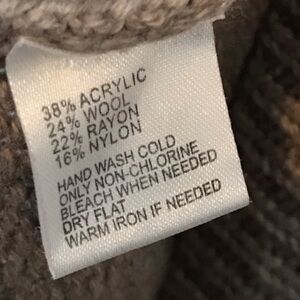 38% ACRYLIC
24% WOOL
22% RAYON
16% NYLON
HAND WASH COLD
ONLY NON-CHLORINE
BLEACH WHEN NEEDED
DRY FLAT
WARM IRON IF NEEDED